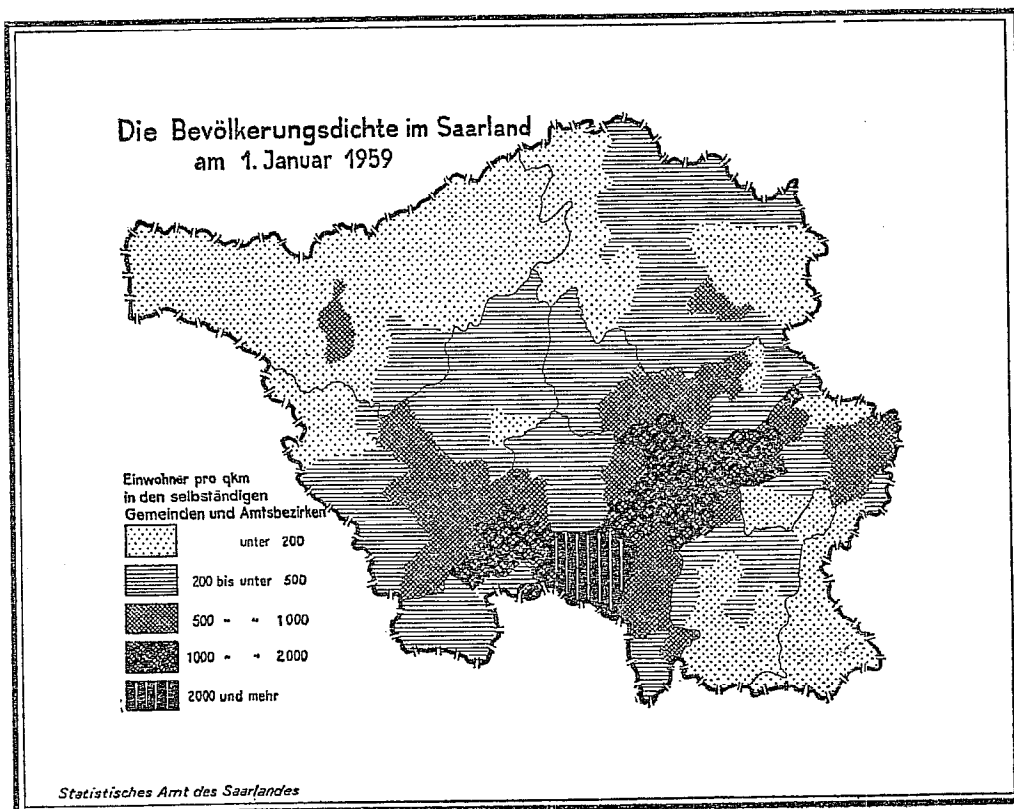 Die Bevölkerungsdichte im Saarland
am 1. Januar 1959
Einwohner pro qkm
in den selbständigen
Gemeinden und Amtsbezirken
unter 200
200 bis unter 500
500 " " 1000
1000 " " 2000
2000 und mehr
Statistisches Amt des Saarlandes